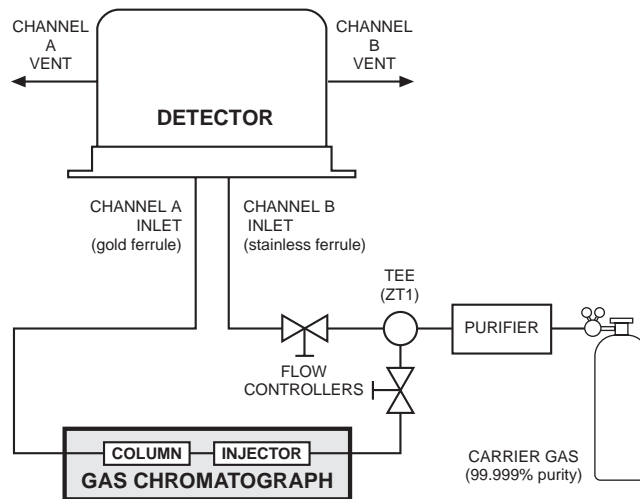 CHANNEL
A
VENT
CHANNEL
B
VENT
DETECTOR
CHANNEL A
INLET
(gold ferrule)
CHANNEL B
INLET
(stainless ferrule)
TEE
(ZT1)
PURIFIER
FLOW
CONTROLLERS
COLUMN
INJECTOR
GAS CHROMATOGRAPH
CARRIER GAS
(99.999% purity)